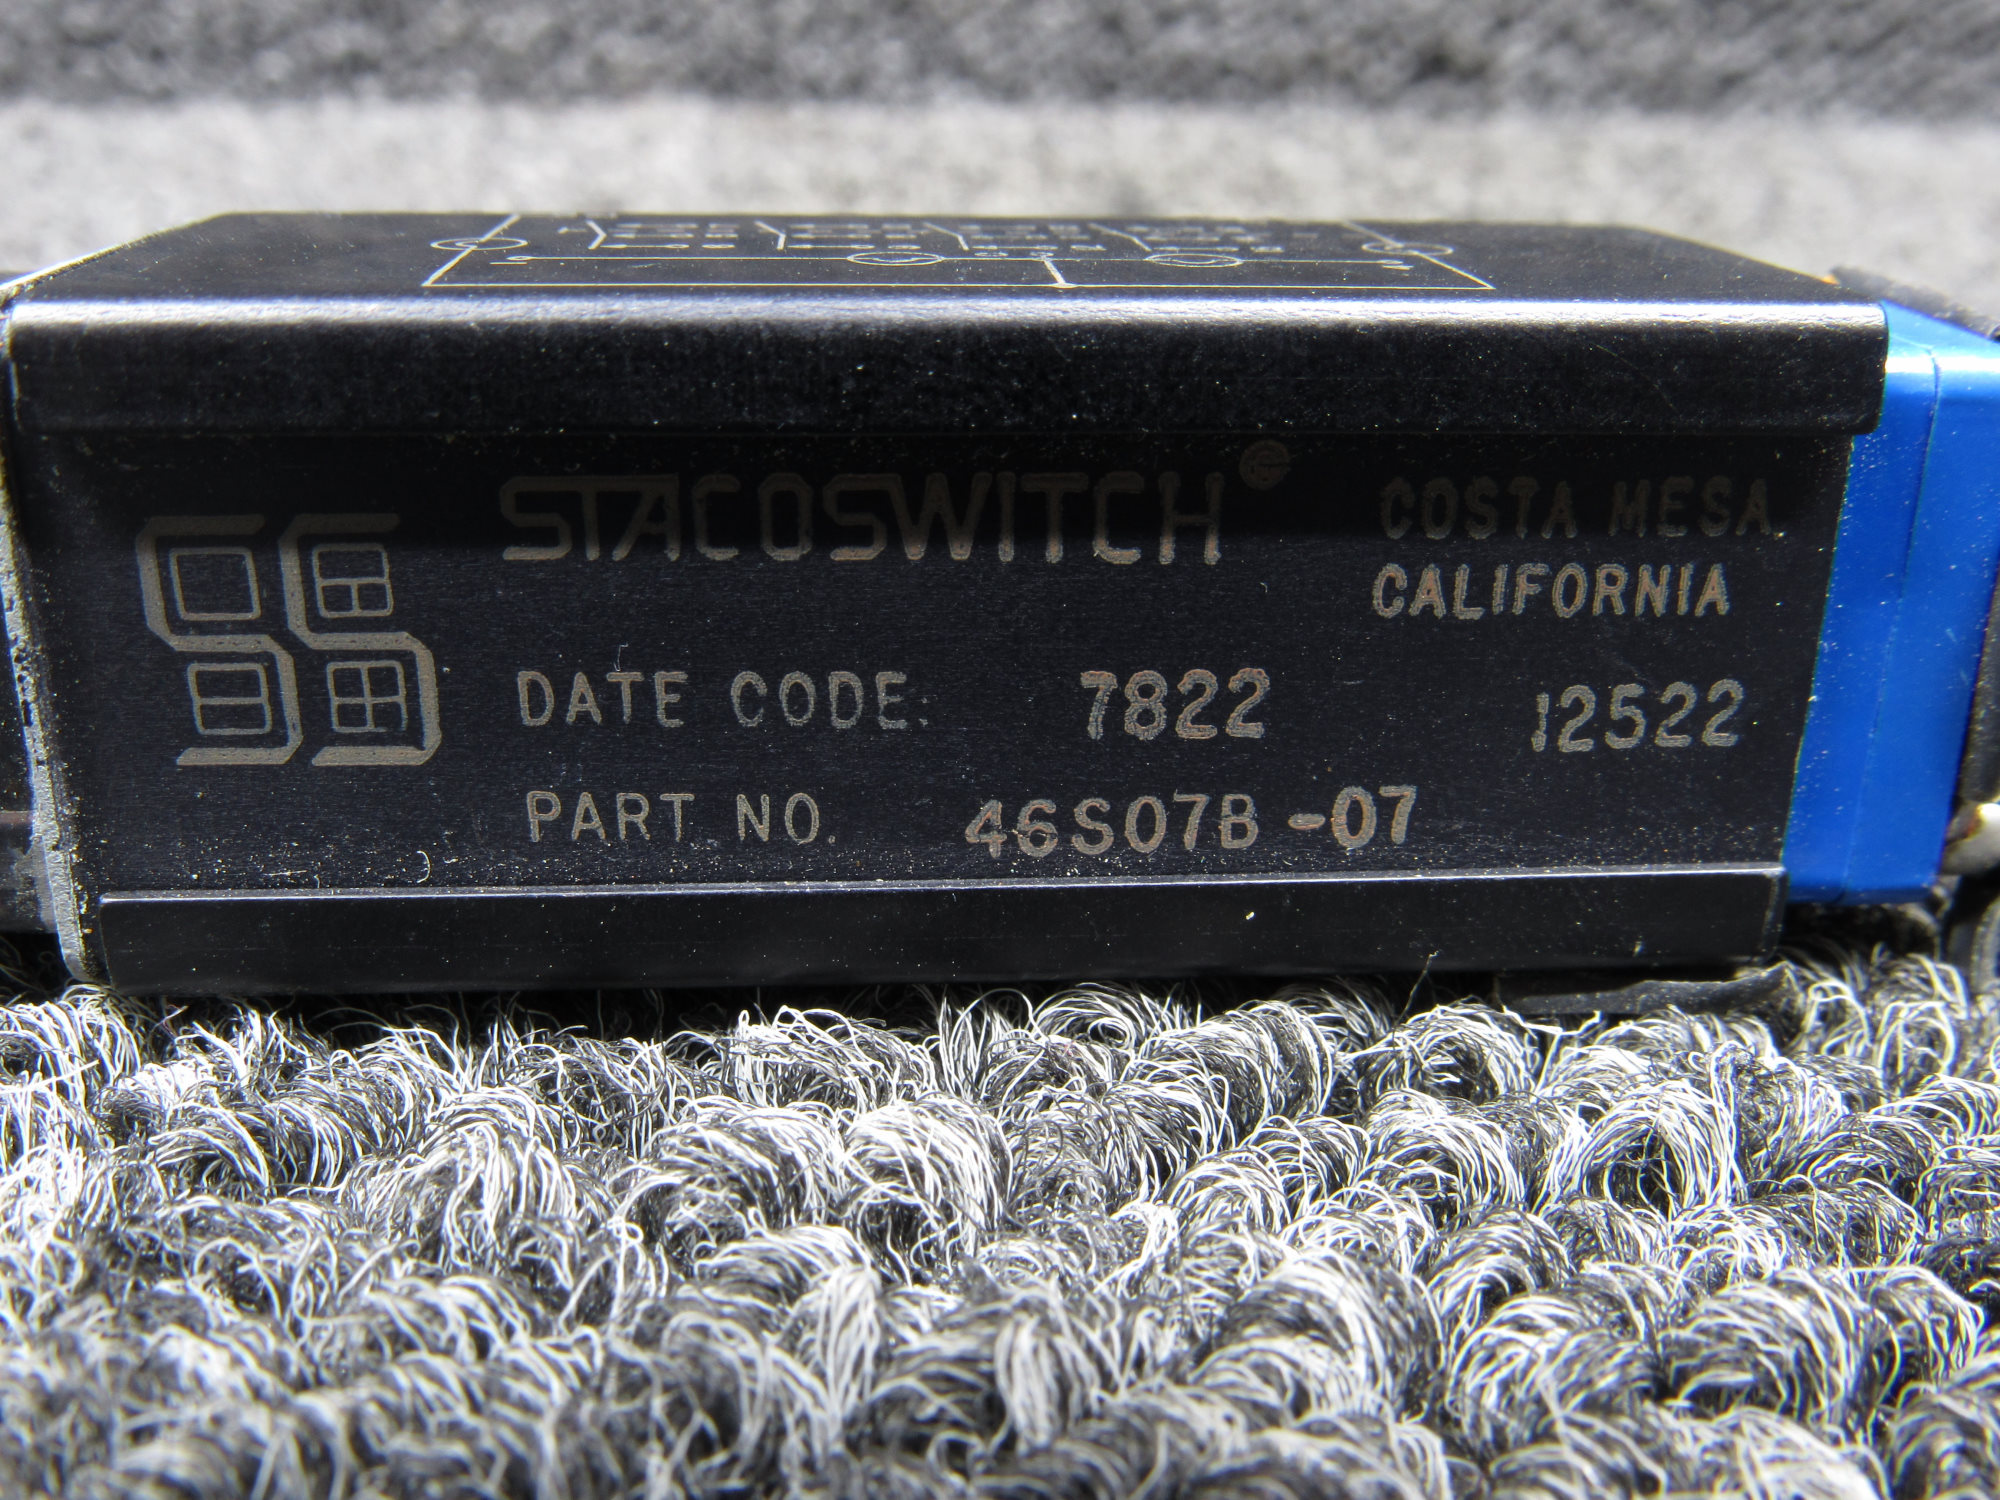 STACOSWITCH
COSTA MESA,
CALIFORNIA
DATE CODE: 7822 12522
PART NO. 46S07B-07